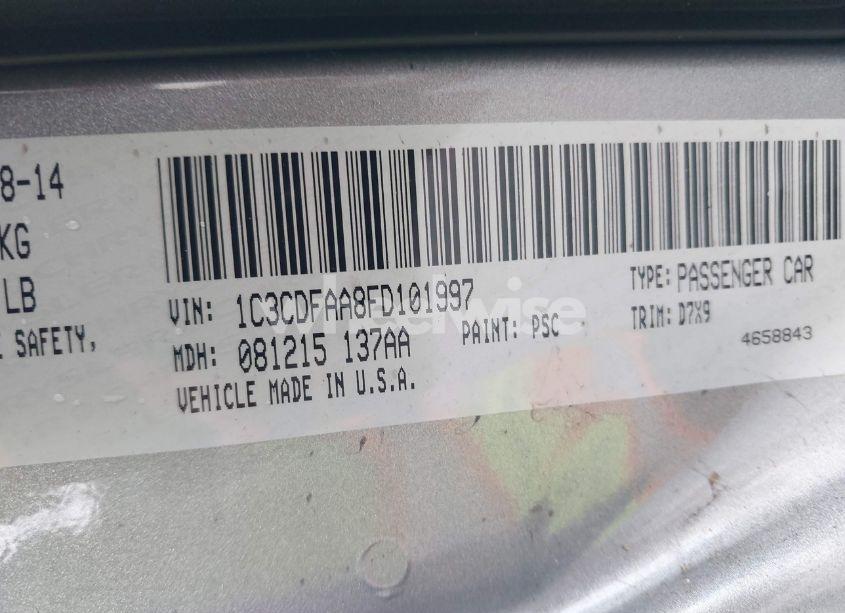 8-14
KG
LB
SAFETY,
VIN: 1C3CDFAA8FD101997
TYPE: PASSENGER CAR
MDH: 081215 137AA
PAINT: PSC
TRIM: D7X9
VEHICLE MADE IN U.S.A.
4658843
wheelwise